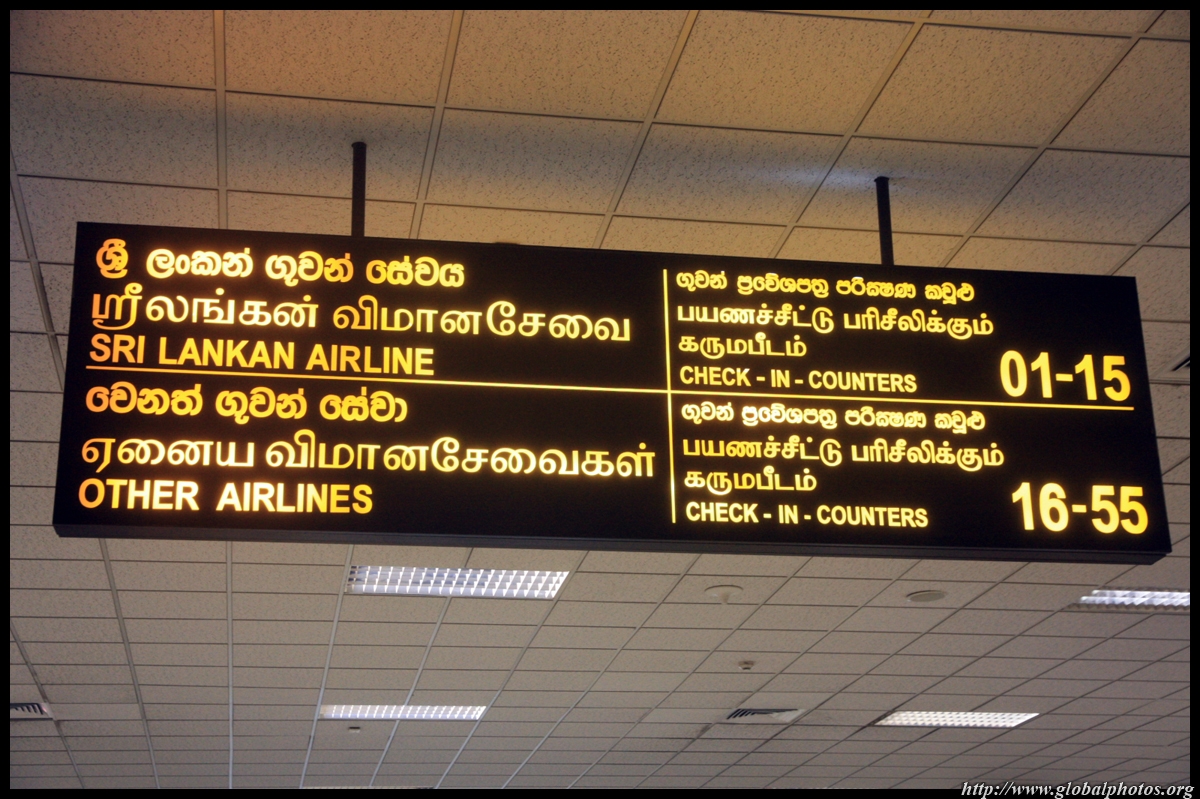 ශ්‍රී ලංකන් ගුවන් සේවය
ஸ்ரீலங்கன் விமானசேவை
SRI LANKAN AIRLINE
ගුවන් ප්‍රවේශපත්‍ර පරික්‍ෂණ කවුළු
பயணச்சீட்டு பரிசீலிக்கும்
கருமபீடம்
CHECK - IN - COUNTERS
01-15
වෙනත් ගුවන් සේවා
ஏனைய விமானசேவைகள்
OTHER AIRLINES
ගුවන් ප්‍රවේශපත්‍ර පරික්‍ෂණ කවුළු
பயணச்சீட்டு பரிசீலிக்கும்
கருமபீடம்
CHECK - IN - COUNTERS
16-55
http://www.globalphotos.org